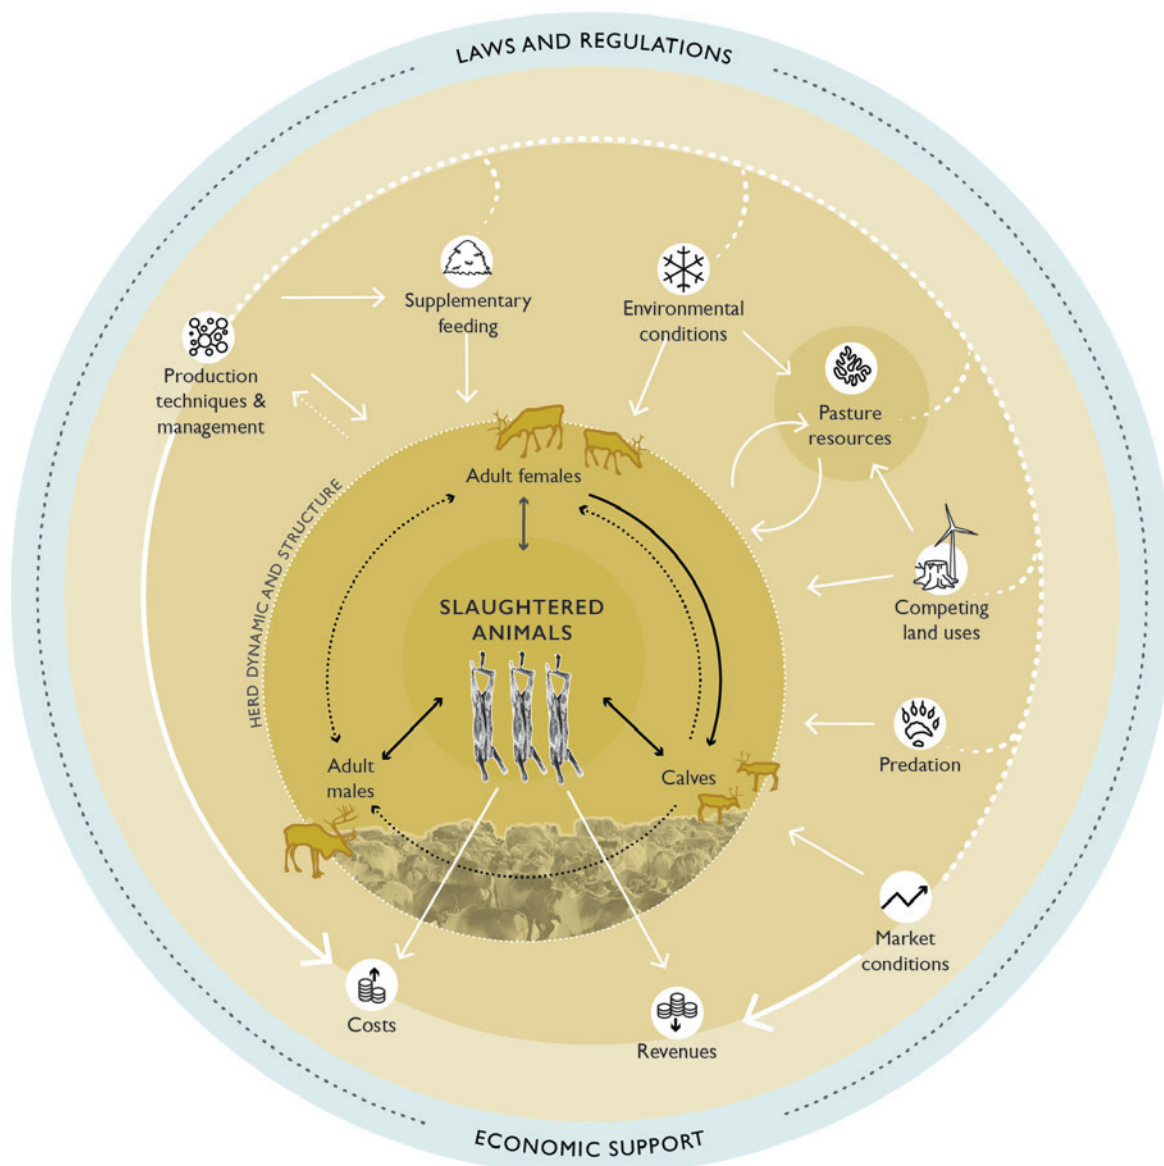 LAWS AND REGULATIONS
Supplementary
feeding
Environmental
conditions
Production
techniques &
management
Pasture
resources
Adult females
HERD DYNAMIC AND STRUCTURE
SLAUGHTERED
ANIMALS
Competing
land uses
Adult
males
Calves
Predation
Market
conditions
Costs
Revenues
ECONOMIC SUPPORT